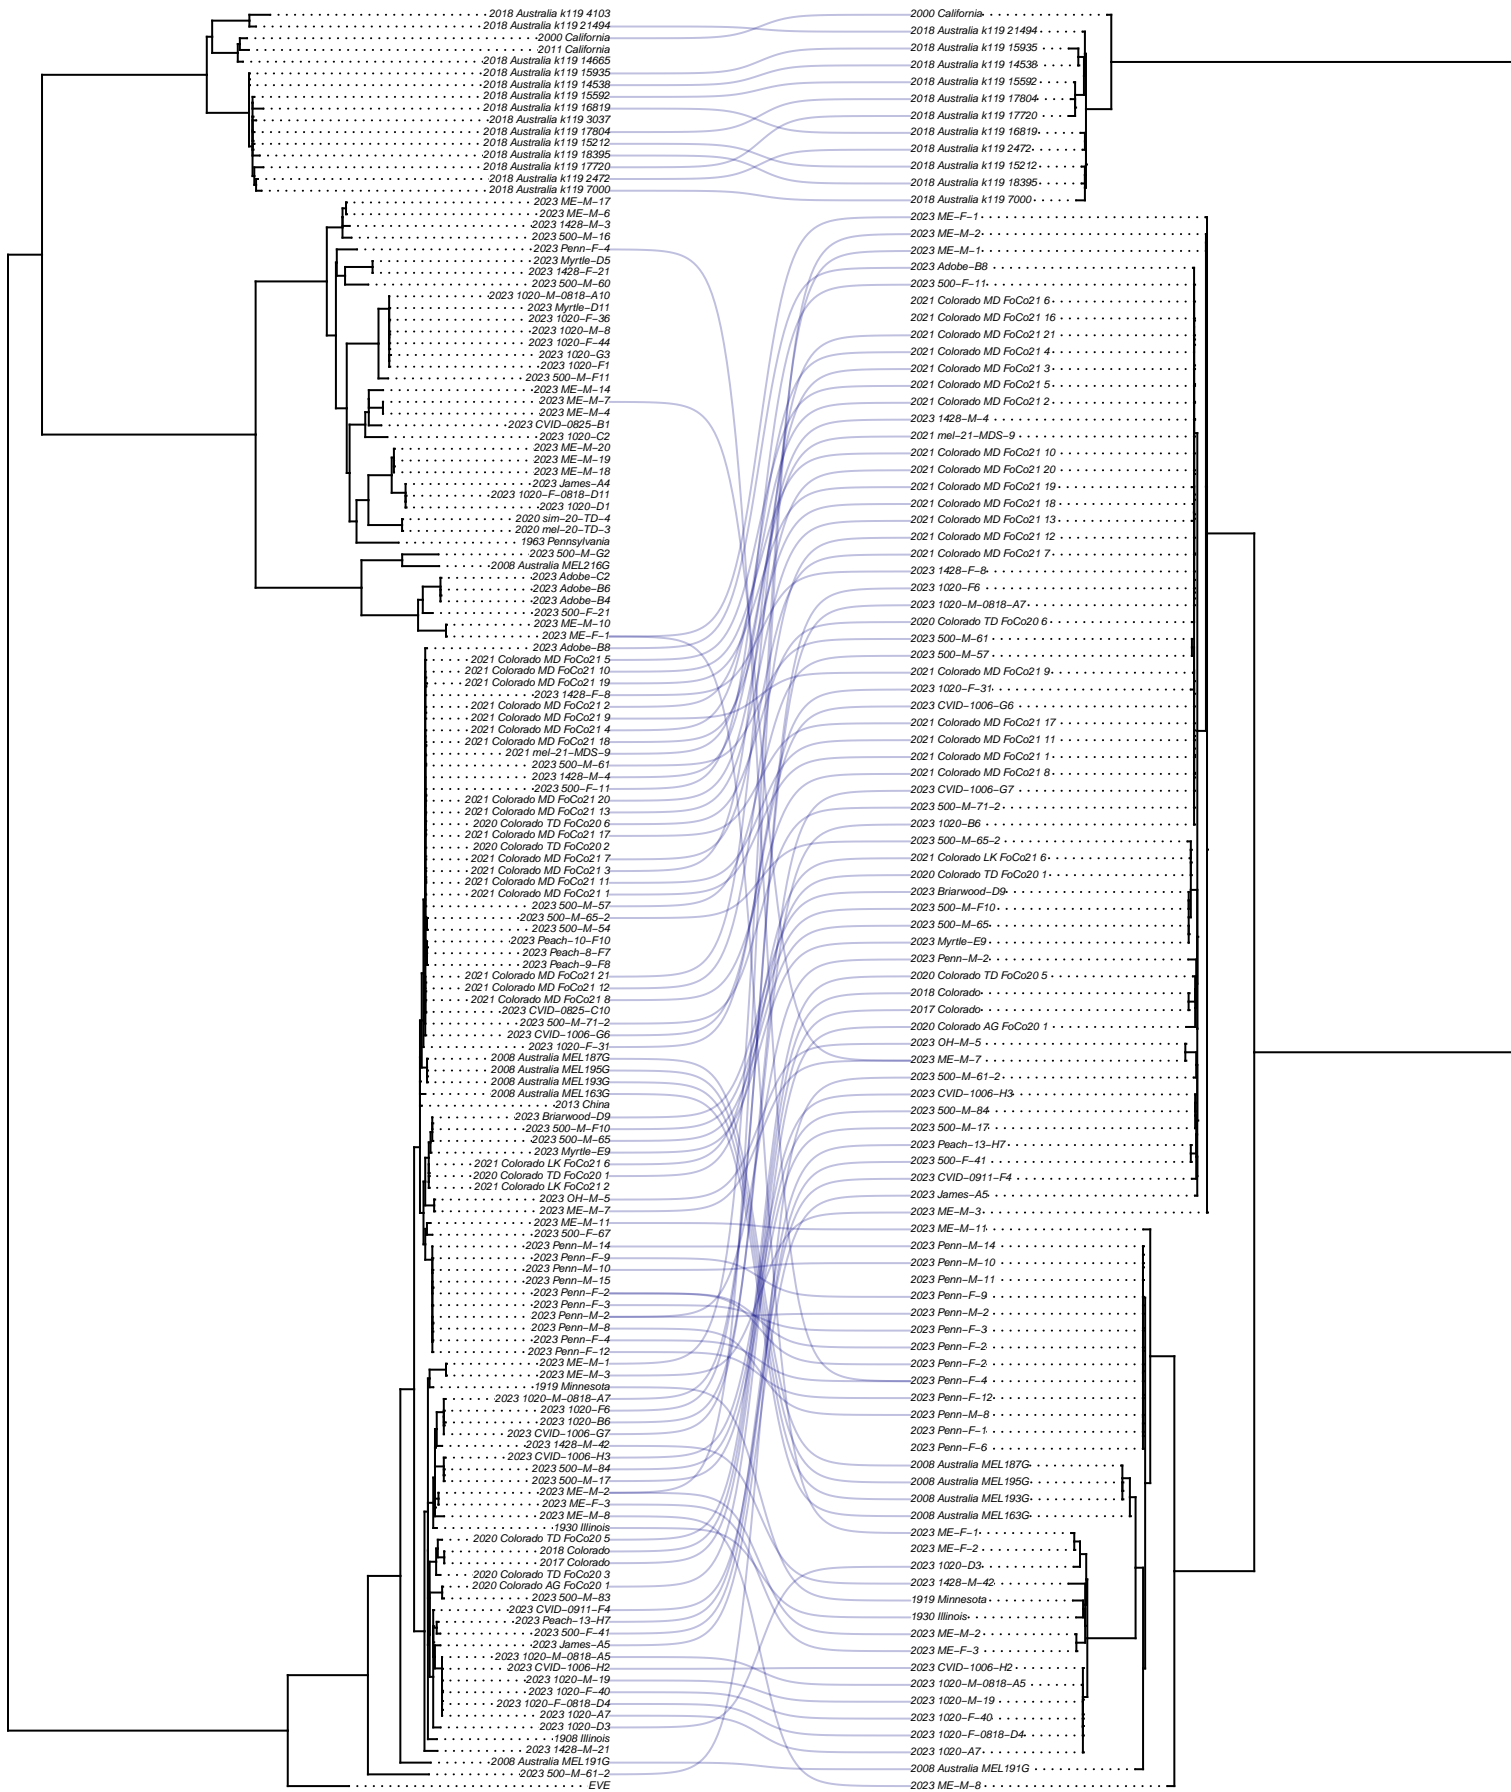 2018 Australia k119 4103
2018 Australia k119 21494
2000 California
2011 California
2018 Australia k119 14665
2018 Australia k119 15935
2018 Australia k119 14538
2018 Australia k119 15592
2018 Australia k119 16819
2018 Australia k119 3037
2018 Australia k119 17804
2018 Australia k119 15212
2018 Australia k119 18395
2018 Australia k119 17720
2018 Australia k119 2472
2018 Australia k119 7000
2023 ME−M−17
2023 ME−M−6
2023 1428−M−3
2023 500−M−16
2023 Penn−F−4
2023 Myrtle−D5
2023 1428−F−21
2023 500−M−60
2023 1020−M−0818−A10
2023 Myrtle−D11
2023 1020−F−36
2023 1020−M−8
2023 1020−F−44
2023 1020−G3
2023 1020−F1
2023 500−M−F11
2023 ME−M−14
2023 ME−M−7
2023 ME−M−4
2023 CVID−0825−B1
2023 1020−C2
2023 ME−M−20
2023 ME−M−19
2023 ME−M−18
2023 James−A4
2023 1020−F−0818−D11
2023 1020−D1
2020 sim−20−TD−4
2020 mel−20−TD−3
1963 Pennsylvania
2023 500−M−G2
2008 Australia MEL216G
2023 Adobe−C2
2023 Adobe−B6
2023 Adobe−B4
2023 500−F−21
2023 ME−M−10
2023 ME−F−1
2023 Adobe−B8
2021 Colorado MD FoCo21 5
2021 Colorado MD FoCo21 10
2021 Colorado MD FoCo21 19
2023 1428−F−8
2021 Colorado MD FoCo21 2
2021 Colorado MD FoCo21 9
2021 Colorado MD FoCo21 4
2021 Colorado MD FoCo21 18
2021 mel−21−MDS−9
2023 500−M−61
2023 1428−M−4
2023 500−F−11
2021 Colorado MD FoCo21 20
2021 Colorado MD FoCo21 13
2020 Colorado TD FoCo20 6
2021 Colorado MD FoCo21 17
2020 Colorado TD FoCo20 2
2021 Colorado MD FoCo21 7
2021 Colorado MD FoCo21 3
2021 Colorado MD FoCo21 11
2021 Colorado MD FoCo21 1
2023 500−M−57
2023 500−M−65−2
2023 500−M−54
2023 Peach−10−F10
2023 Peach−8−F7
2023 Peach−9−F8
2021 Colorado MD FoCo21 21
2021 Colorado MD FoCo21 12
2021 Colorado MD FoCo21 8
2023 CVID−0825−C10
2023 500−M−71−2
2023 CVID−1006−G6
2023 1020−F−31
2008 Australia MEL187G
2008 Australia MEL195G
2008 Australia MEL193G
2008 Australia MEL163G
2013 China
2023 Briarwood−D9
2023 500−M−F10
2023 500−M−65
2023 Myrtle−E9
2021 Colorado LK FoCo21 6
2020 Colorado TD FoCo20 1
2021 Colorado LK FoCo21 2
2023 OH−M−5
2023 ME−M−7
2023 ME−M−11
2023 500−F−67
2023 Penn−M−14
2023 Penn−F−9
2023 Penn−M−10
2023 Penn−M−15
2023 Penn−F−2
2023 Penn−F−3
2023 Penn−M−2
2023 Penn−M−8
2023 Penn−F−4
2023 Penn−F−12
2023 ME−M−1
2023 ME−M−3
1919 Minnesota
2023 1020−M−0818−A7
2023 1020−F6
2023 1020−B6
2023 CVID−1006−G7
2023 1428−M−42
2023 CVID−1006−H3
2023 500−M−84
2023 500−M−17
2023 ME−M−2
2023 ME−F−3
2023 ME−M−8
1930 Illinois
2020 Colorado TD FoCo20 5
2018 Colorado
2017 Colorado
2020 Colorado TD FoCo20 3
2020 Colorado AG FoCo20 1
2023 500−M−83
2023 CVID−0911−F4
2023 Peach−13−H7
2023 500−F−41
2023 James−A5
2023 1020−M−0818−A5
2023 CVID−1006−H2
2023 1020−M−19
2023 1020−F−40
2023 1020−F−0818−D4
2023 1020−A7
2023 1020−D3
1908 Illinois
2023 1428−M−21
2008 Australia MEL191G
2023 500−M−61−2
EVE
2000 California
2018 Australia k119 21494
2018 Australia k119 15935
2018 Australia k119 14538
2018 Australia k119 15592
2018 Australia k119 17804
2018 Australia k119 17720
2018 Australia k119 16819
2018 Australia k119 2472
2018 Australia k119 15212
2018 Australia k119 18395
2018 Australia k119 7000
2023 ME−F−1
2023 ME−M−2
2023 ME−M−1
2023 Adobe−B8
2023 500−F−11
2021 Colorado MD FoCo21 6
2021 Colorado MD FoCo21 16
2021 Colorado MD FoCo21 21
2021 Colorado MD FoCo21 4
2021 Colorado MD FoCo21 3
2021 Colorado MD FoCo21 5
2021 Colorado MD FoCo21 2
2023 1428−M−4
2021 mel−21−MDS−9
2021 Colorado MD FoCo21 10
2021 Colorado MD FoCo21 20
2021 Colorado MD FoCo21 19
2021 Colorado MD FoCo21 18
2021 Colorado MD FoCo21 13
2021 Colorado MD FoCo21 12
2021 Colorado MD FoCo21 7
2023 1428−F−8
2023 1020−F6
2023 1020−M−0818−A7
2020 Colorado TD FoCo20 6
2023 500−M−61
2023 500−M−57
2021 Colorado MD FoCo21 9
2023 1020−F−31
2023 CVID−1006−G6
2021 Colorado MD FoCo21 17
2021 Colorado MD FoCo21 11
2021 Colorado MD FoCo21 1
2021 Colorado MD FoCo21 8
2023 CVID−1006−G7
2023 500−M−71−2
2023 1020−B6
2023 500−M−65−2
2021 Colorado LK FoCo21 6
2020 Colorado TD FoCo20 1
2023 Briarwood−D9
2023 500−M−F10
2023 500−M−65
2023 Myrtle−E9
2023 Penn−M−2
2020 Colorado TD FoCo20 5
2018 Colorado
2017 Colorado
2020 Colorado AG FoCo20 1
2023 OH−M−5
2023 ME−M−7
2023 500−M−61−2
2023 CVID−1006−H3
2023 500−M−84
2023 500−M−17
2023 Peach−13−H7
2023 500−F−41
2023 CVID−0911−F4
2023 James−A5
2023 ME−M−3
2023 ME−M−11
2023 Penn−M−14
2023 Penn−M−10
2023 Penn−M−11
2023 Penn−F−9
2023 Penn−M−2
2023 Penn−F−3
2023 Penn−F−2
2023 Penn−F−2
2023 Penn−F−4
2023 Penn−F−12
2023 Penn−M−8
2023 Penn−F−1
2023 Penn−F−6
2008 Australia MEL187G
2008 Australia MEL195G
2008 Australia MEL193G
2008 Australia MEL163G
2023 ME−F−1
2023 ME−F−2
2023 1020−D3
2023 1428−M−42
1919 Minnesota
1930 Illinois
2023 ME−M−2
2023 ME−F−3
2023 CVID−1006−H2
2023 1020−M−0818−A5
2023 1020−M−19
2023 1020−F−40
2023 1020−F−0818−D4
2023 1020−A7
2008 Australia MEL191G
2023 ME−M−8